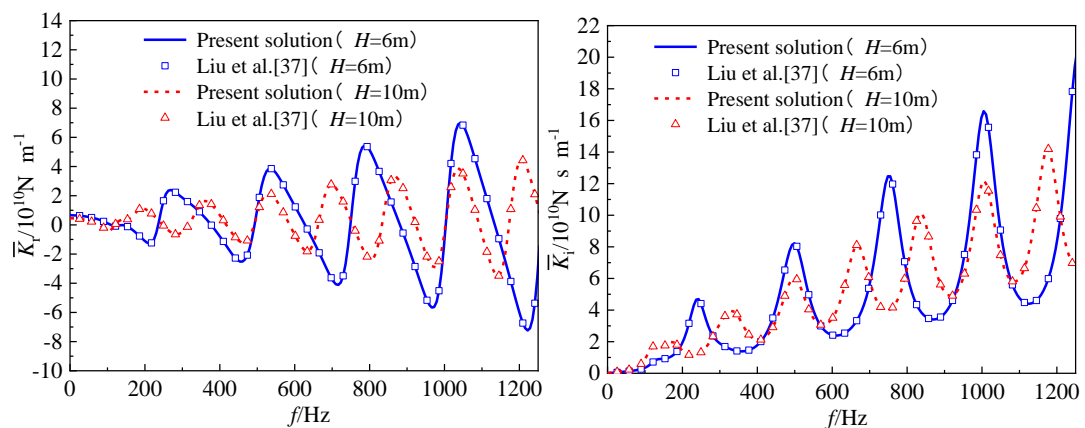 14
12
10
8
6
4
2
0
-2
-4
-6
-8
-10
0 200 400 600 800 1000 1200
f/Hz
K̅r/10¹⁰N m⁻¹
Present solution( H=6m)
Liu et al.[37]( H=6m)
Present solution( H=10m)
Liu et al.[37]( H=10m)
22
20
18
16
14
12
10
8
6
4
2
0
0 200 400 600 800 1000 1200
f/Hz
K̅i/10¹⁰N s m⁻¹
Present solution( H=6m)
Liu et al.[37]( H=6m)
Present solution( H=10m)
Liu et al.[37]( H=10m)